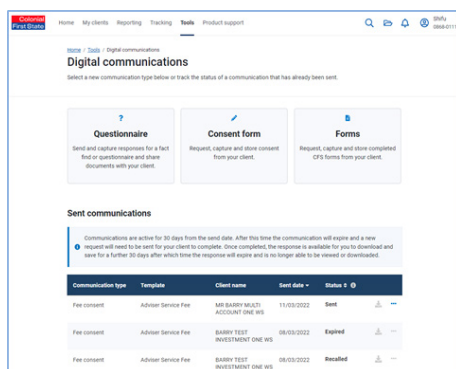 Colonial
First State
Home My clients Reporting Tracking Tools Product support
Shifu
Home / Tools / Digital communications
Digital communications
Select a new communication type below or track the status of a communication that has already been sent.
?
Questionnaire
Send and capture responses for a fact
find or questionnaire and share
documents with your client.
Consent form
Request, capture and store consent
from your client.
Forms
Request, capture and store completed
CFS forms from your client.
Sent communications
Communications are active for 30 days from the send date. After this time the communication will expire and a new
request will need to be sent for your client to complete. Once completed, the response is available for you to download and
save for a further 30 days after which time the response will expire and is no longer able to be viewed or downloaded.
Communication type Template Client name Sent date Status
Fee consent Adviser Service Fee MR BARRY MULTI ACCOUNT ONE WS 11/03/2022 Sent
Fee consent Adviser Service Fee BARRY TEST INVESTMENT ONE WS 08/03/2022 Expired
Fee consent Adviser Service Fee BARRY TEST INVESTMENT ONE WS 08/03/2022 Recalled